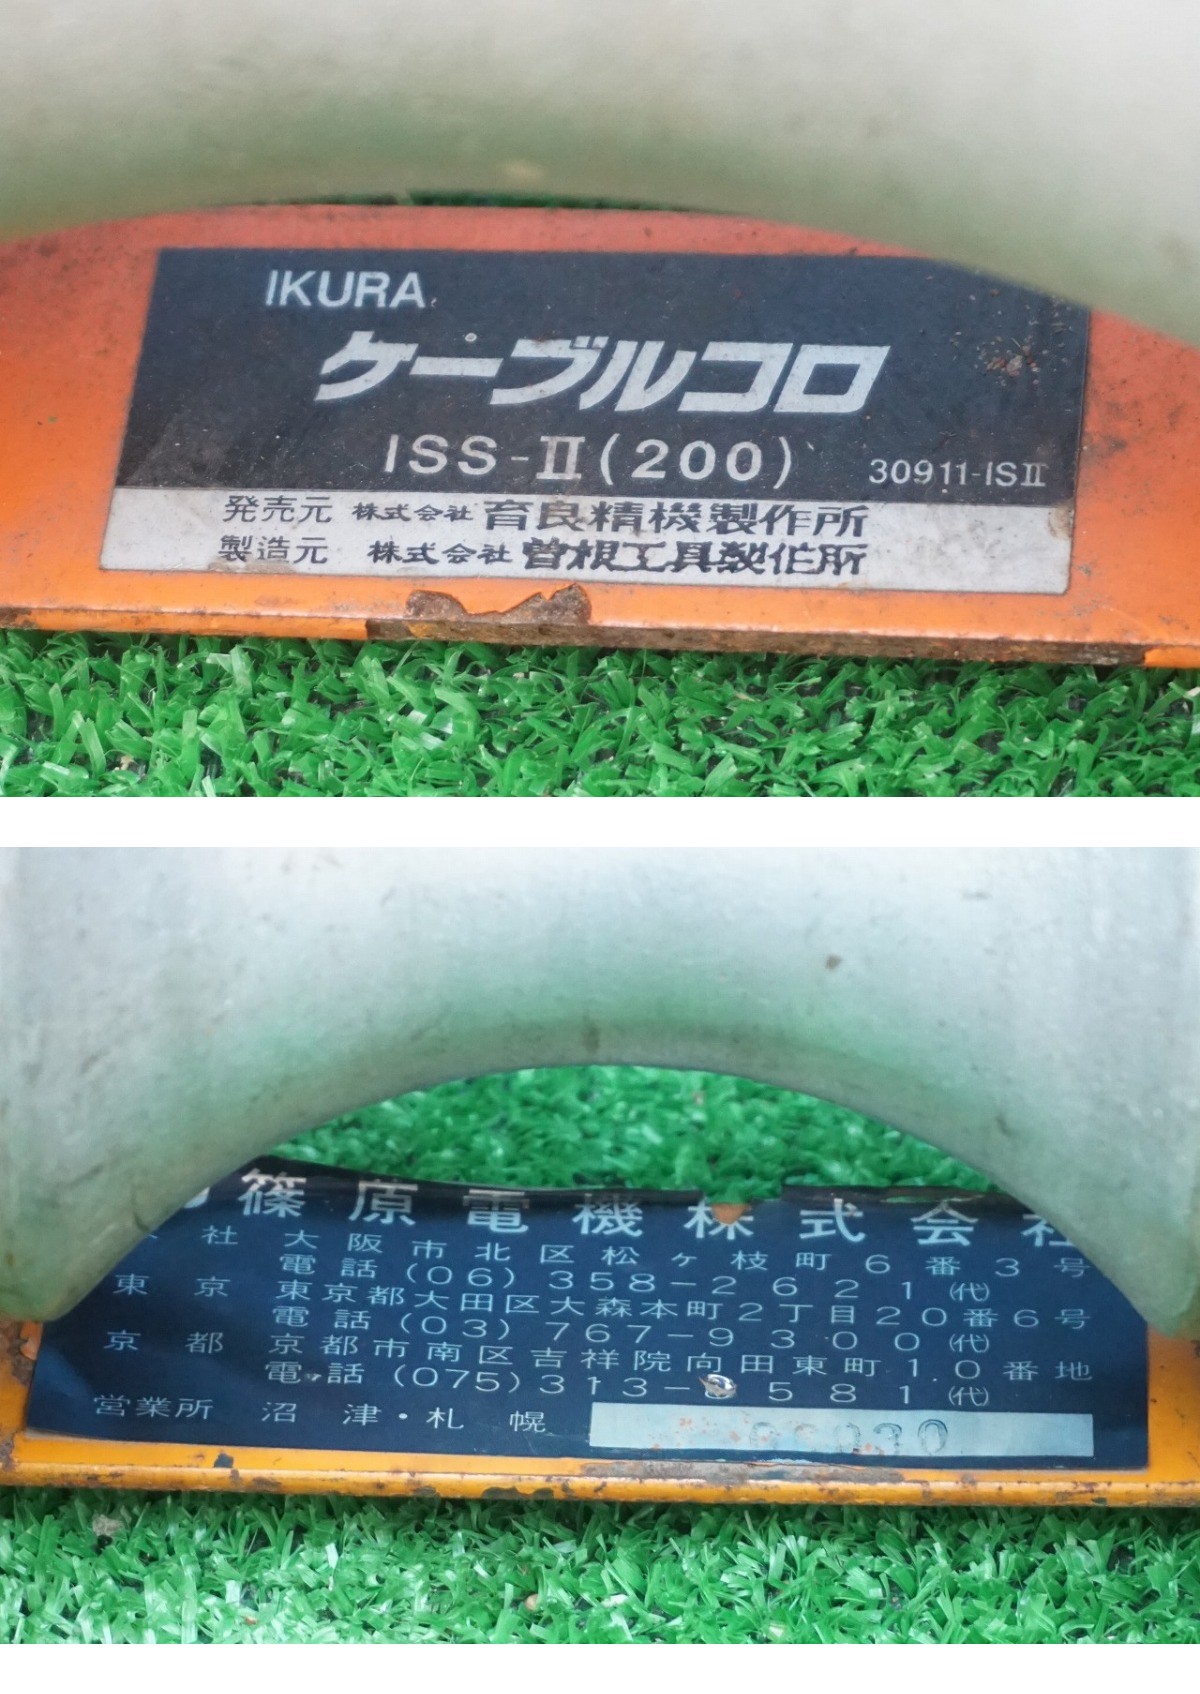 IKURA
ケーブルコロ
ISS-Ⅱ(200) 30911-ISⅡ
発売元 株式会社 育良精機製作所
製造元 株式会社 曽根工具製作所
篠原電機株式会社
社 大阪市北区松ヶ枝町6番3号
電話(06)358-2621㈹
東京 東京都大田区大森本町2丁目20番6号
電話(03)767-9300㈹
京都 京都市南区吉祥院向田東町10番地
電話(075)313- 581㈹
営業所 沼津・札幌